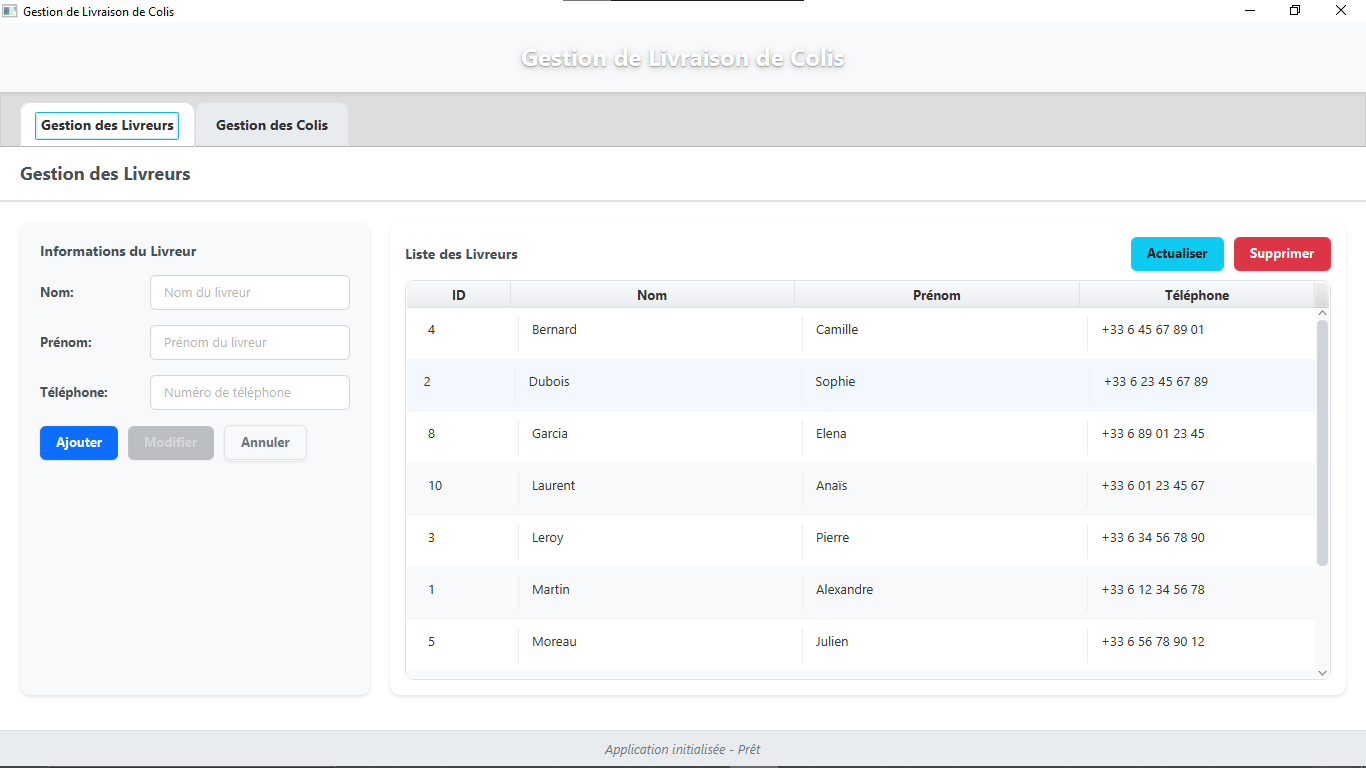 Gestion de Livraison de Colis
Gestion de Livraison de Colis
Gestion des Livreurs
Gestion des Colis
Gestion des Livreurs
Informations du Livreur
Nom:
Nom du livreur
Prénom:
Prénom du livreur
Téléphone:
Numéro de téléphone
Ajouter
Modifier
Annuler
Liste des Livreurs
Actualiser
Supprimer
ID Nom Prénom Téléphone
4 Bernard Camille +33 6 45 67 89 01
2 Dubois Sophie +33 6 23 45 67 89
8 Garcia Elena +33 6 89 01 23 45
10 Laurent Anaïs +33 6 01 23 45 67
3 Leroy Pierre +33 6 34 56 78 90
1 Martin Alexandre +33 6 12 34 56 78
5 Moreau Julien +33 6 56 78 90 12
Application initialisée - Prêt